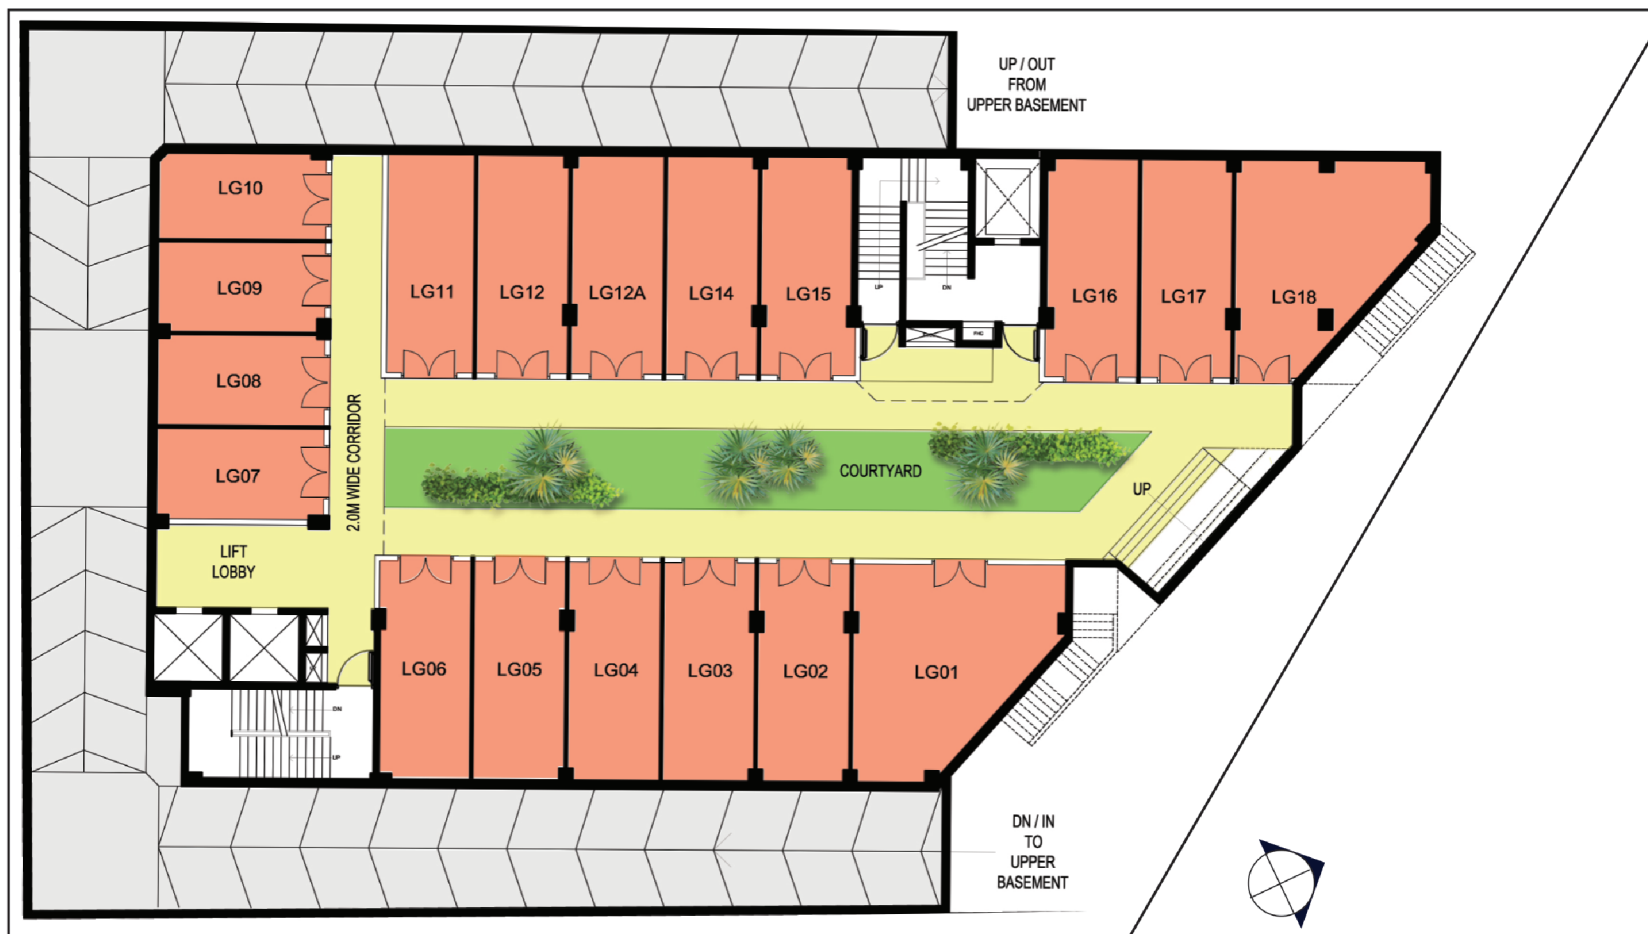 UP / OUT
FROM
UPPER BASEMENT
LG10
LG09
LG08
LG07
LG11
LG12
LG12A
LG14
LG15
UP
DN
LG16
LG17
LG18
2.0M WIDE CORRIDOR
COURTYARD
UP
LIFT
LOBBY
LG06
LG05
LG04
LG03
LG02
LG01
DN
UP
DN / IN
TO
UPPER
BASEMENT